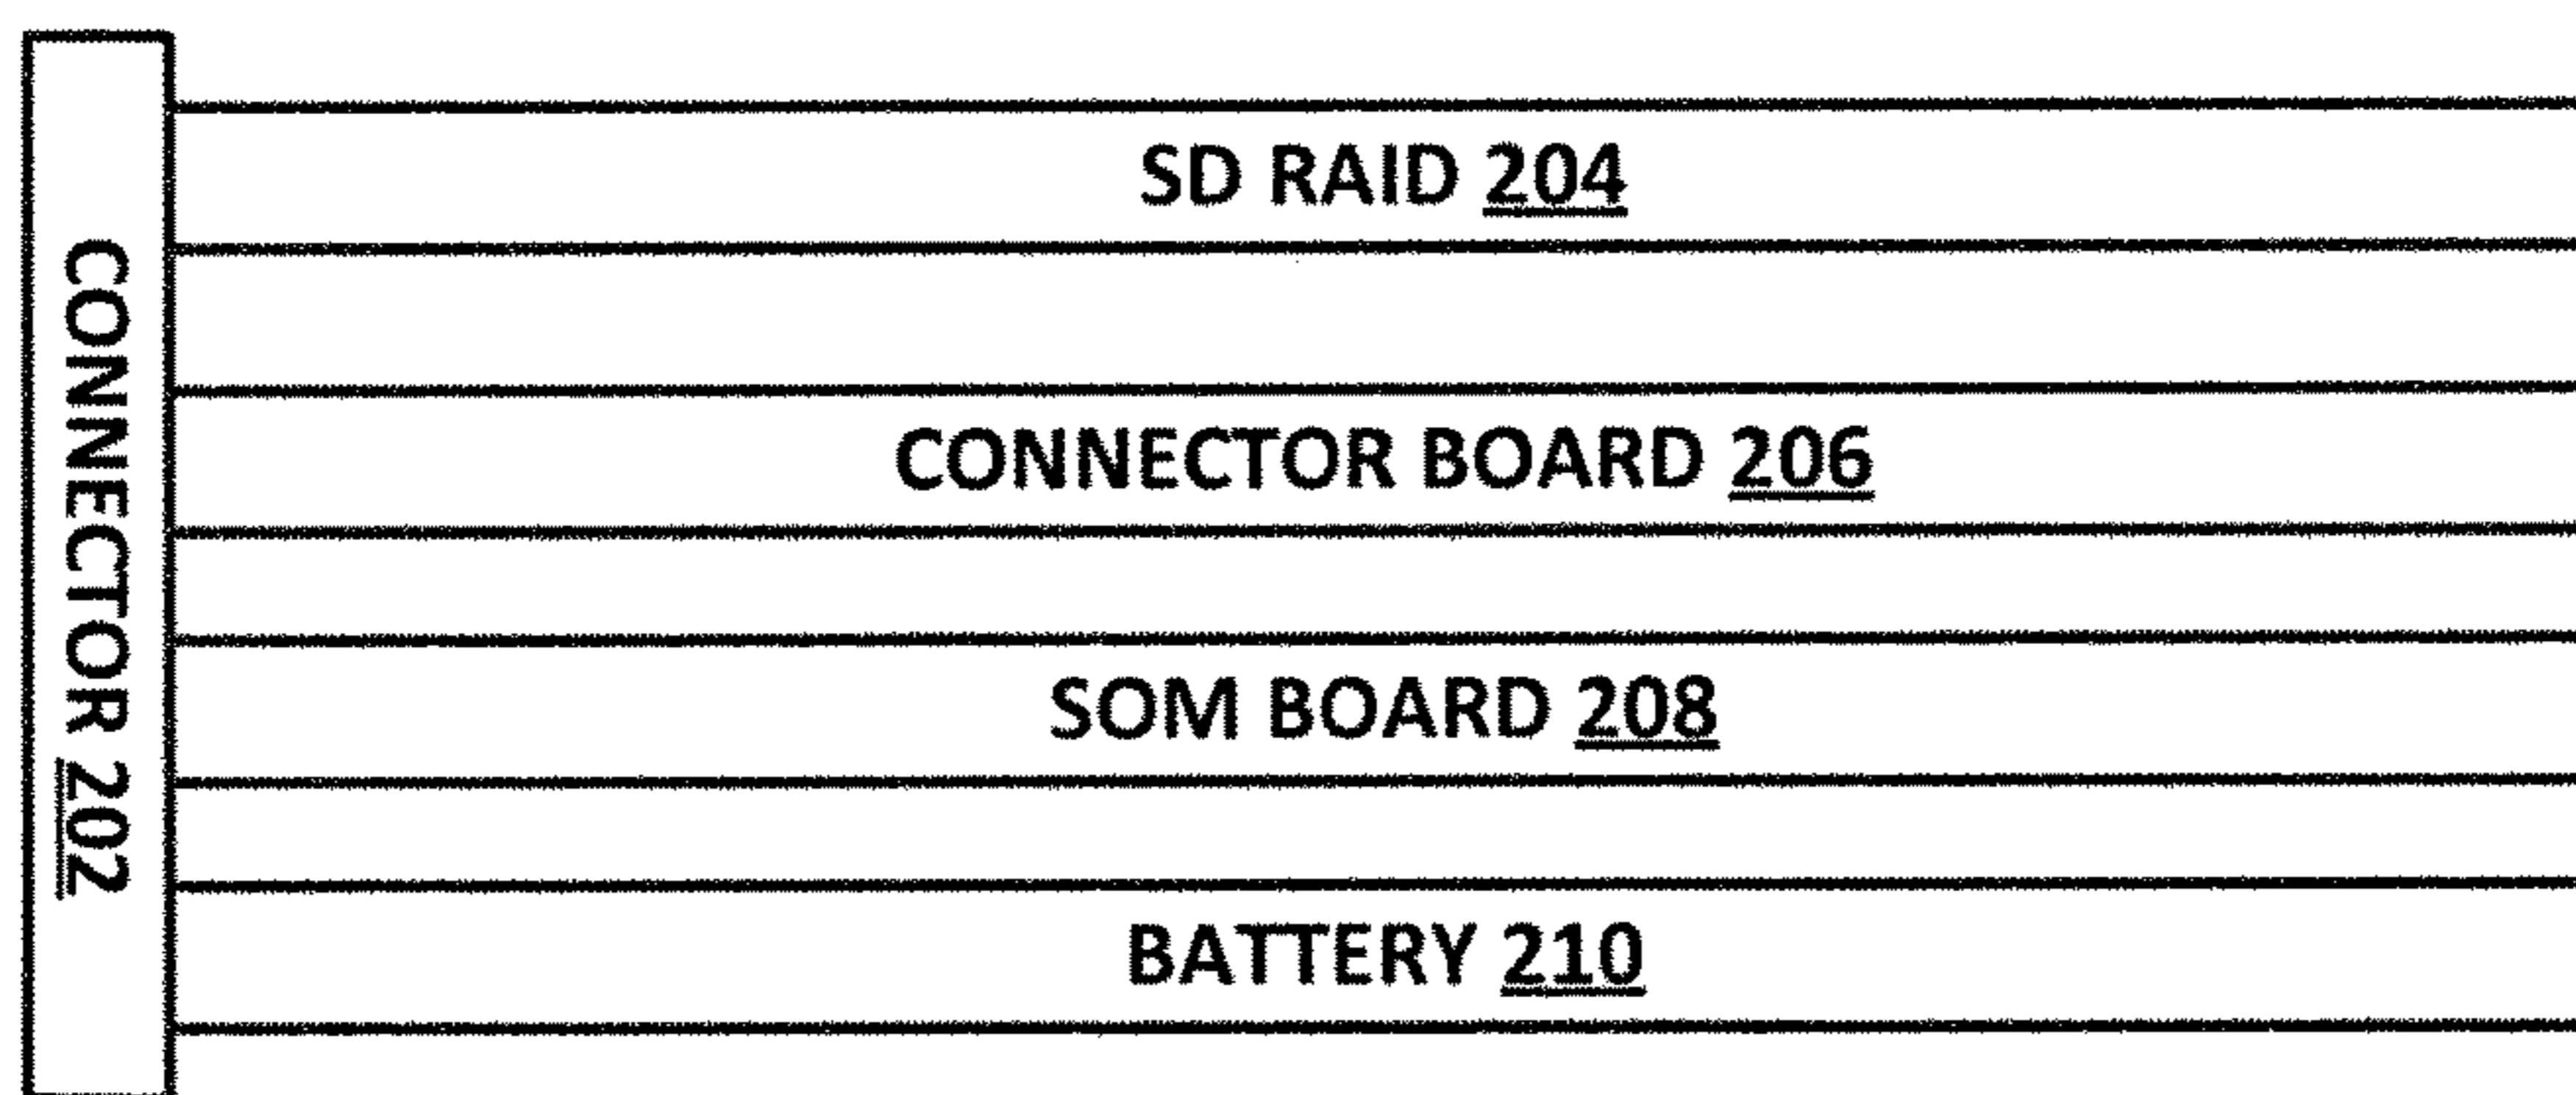 CONNECTOR 202
SD RAID 204
CONNECTOR BOARD 206
SOM BOARD 208
BATTERY 210